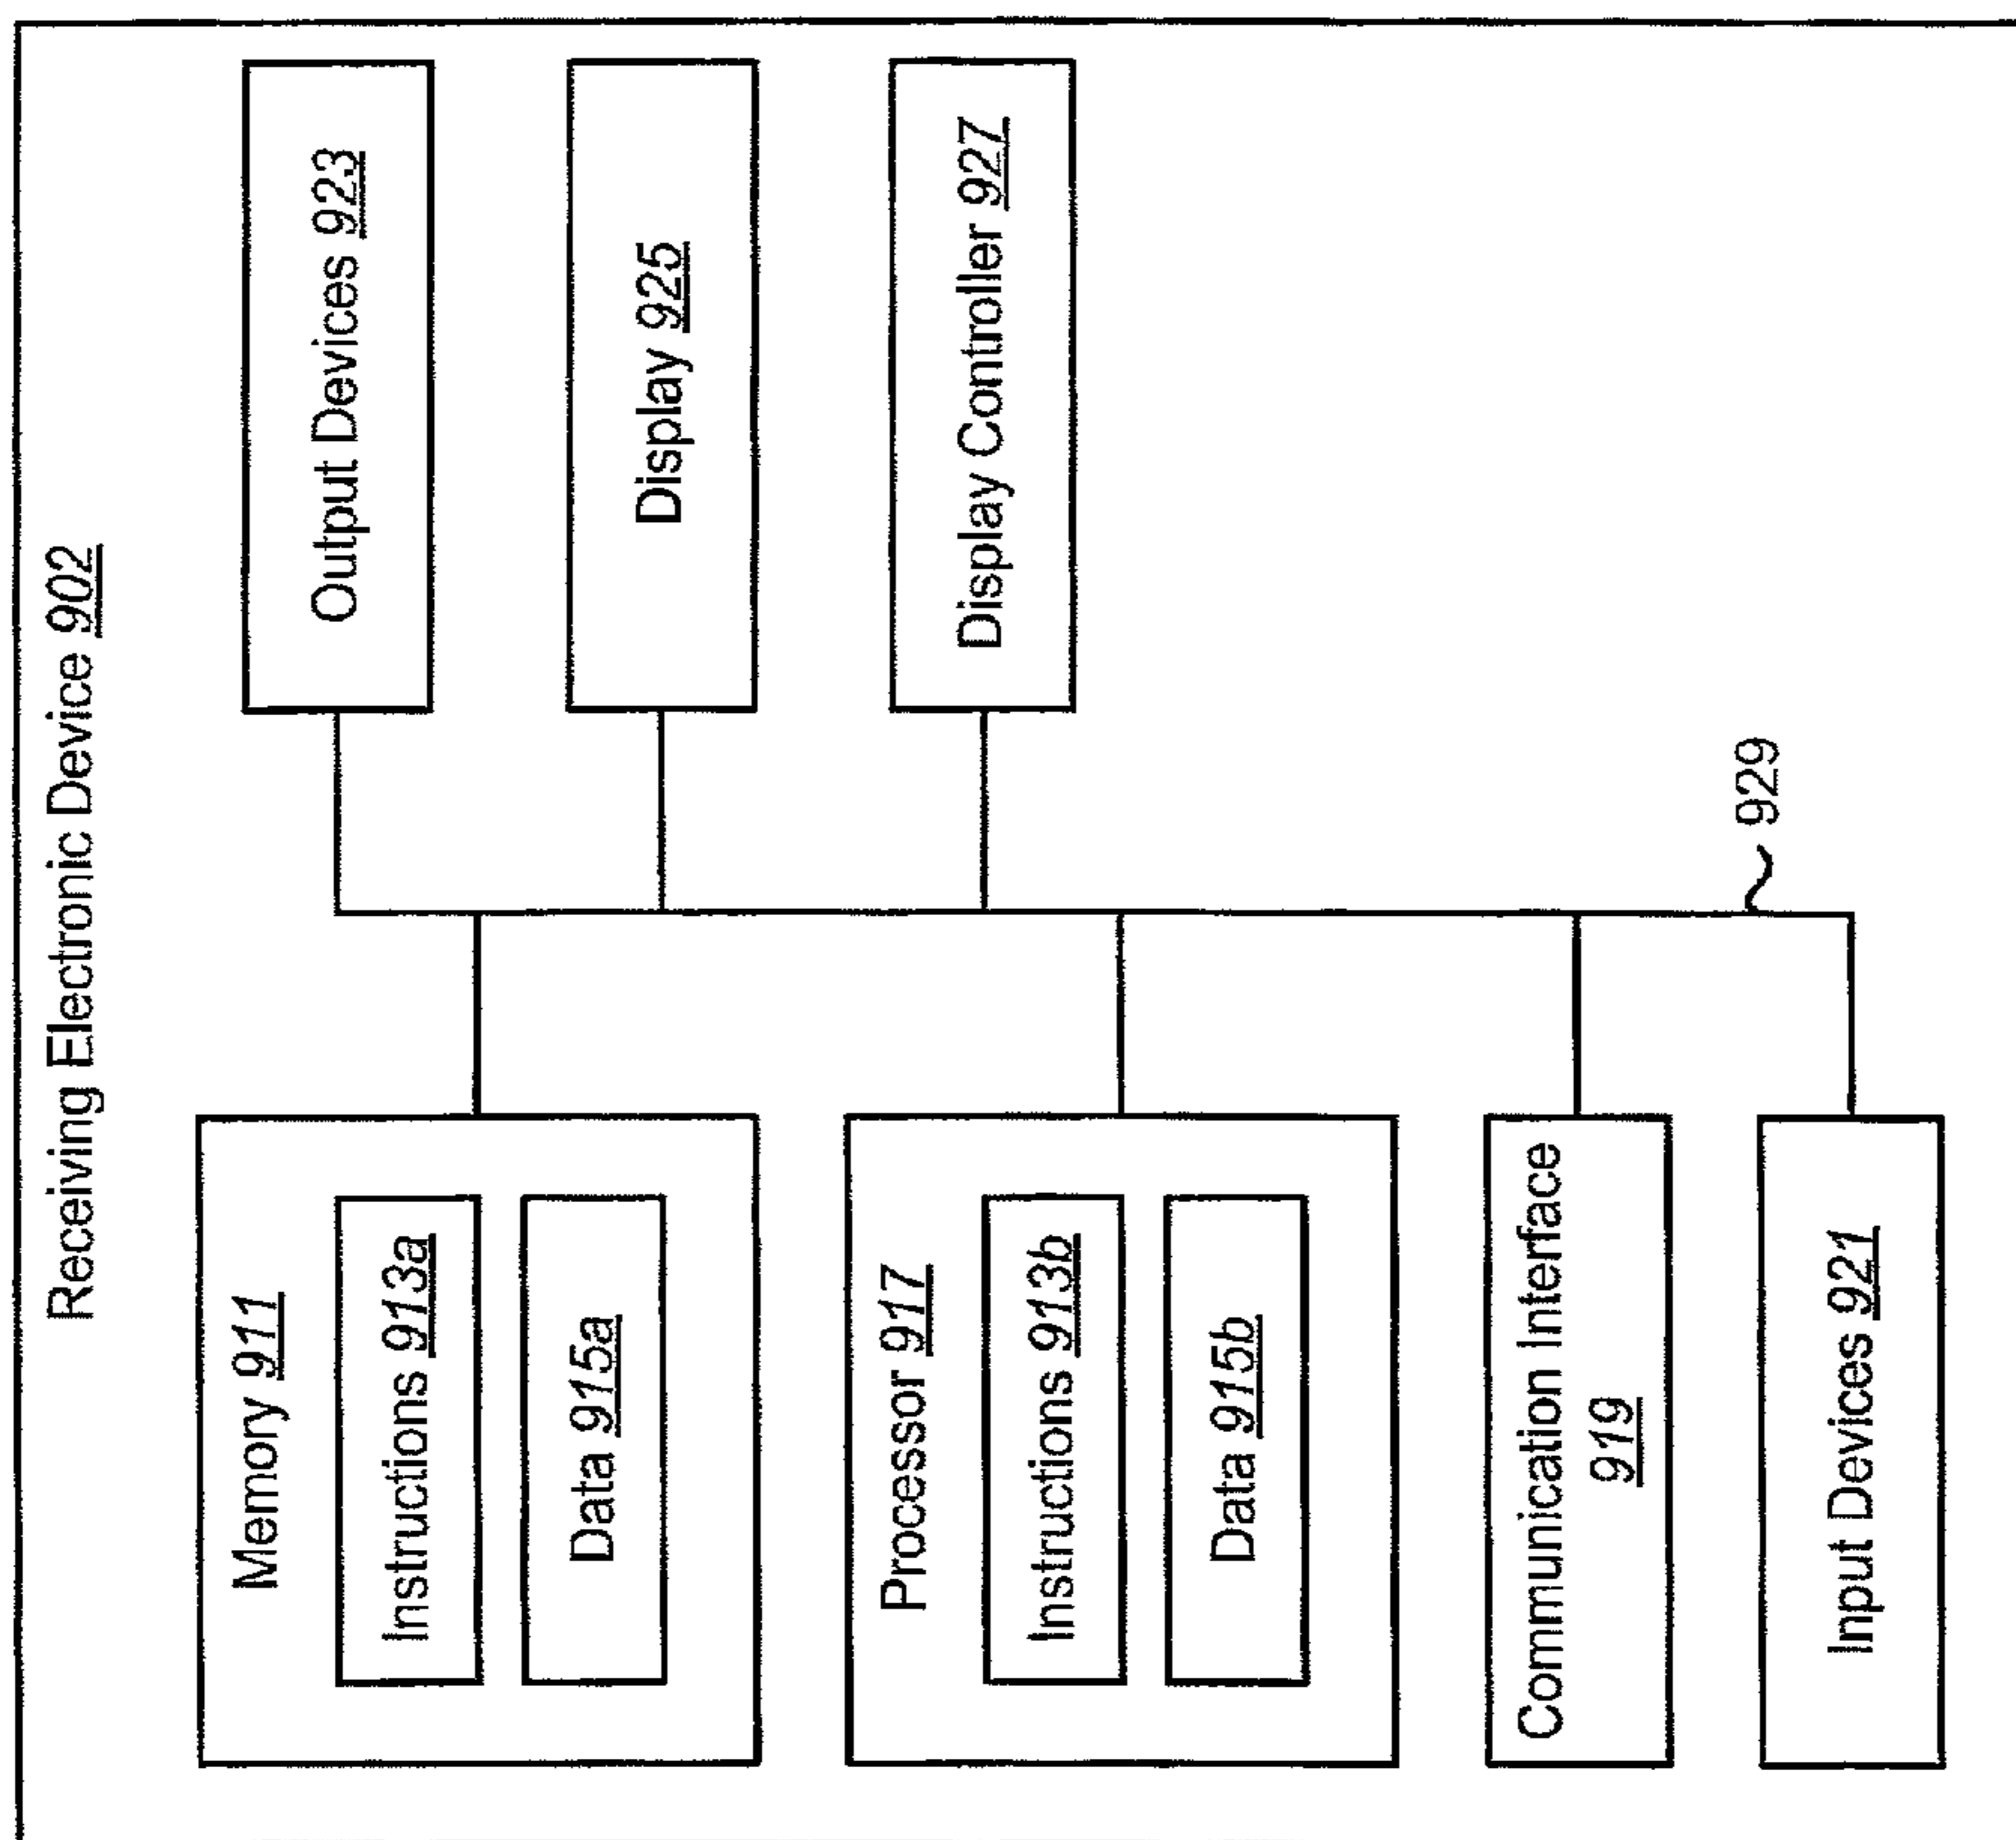 Receiving Electronic Device 902
Memory 911
Instructions 913a
Data 915a
Processor 917
Instructions 913b
Data 915b
Communication Interface
919
Input Devices 921
Output Devices 923
Display 925
Display Controller 927
929